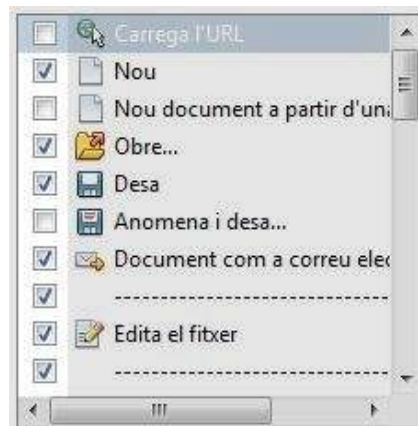 Carrega l'URL
Nou
Nou document a partir d'una
Obre...
Desa
Anomena i desa...
Document com a correu elec
--------------------------------
Edita el fitxer
--------------------------------